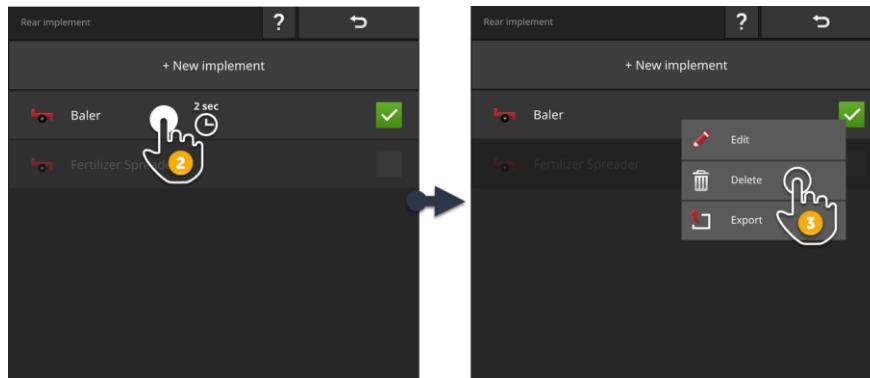 Rear implement
?
+ New implement
Baler
2 sec
Fertilizer Spreader
2
Rear implement
?
+ New implement
Baler
Edit
Fertilizer Spreader
Delete
Export
3